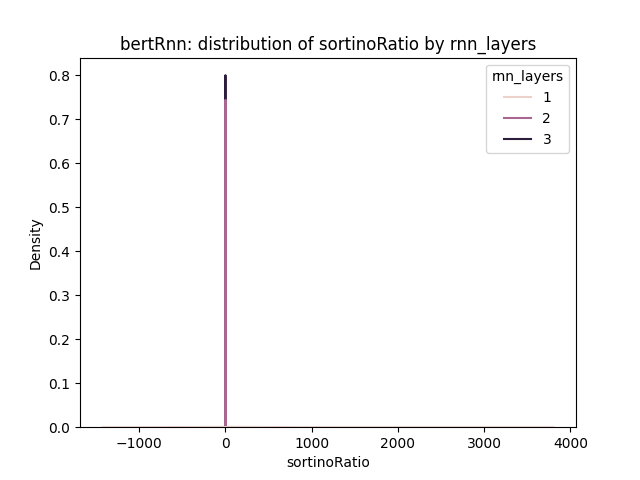 bertRnn: distribution of sortinoRatio by rnn_layers
rnn_layers
1
2
3
Density
0.8
0.7
0.6
0.5
0.4
0.3
0.2
0.1
0.0
−1000 0 1000 2000 3000 4000
sortinoRatio